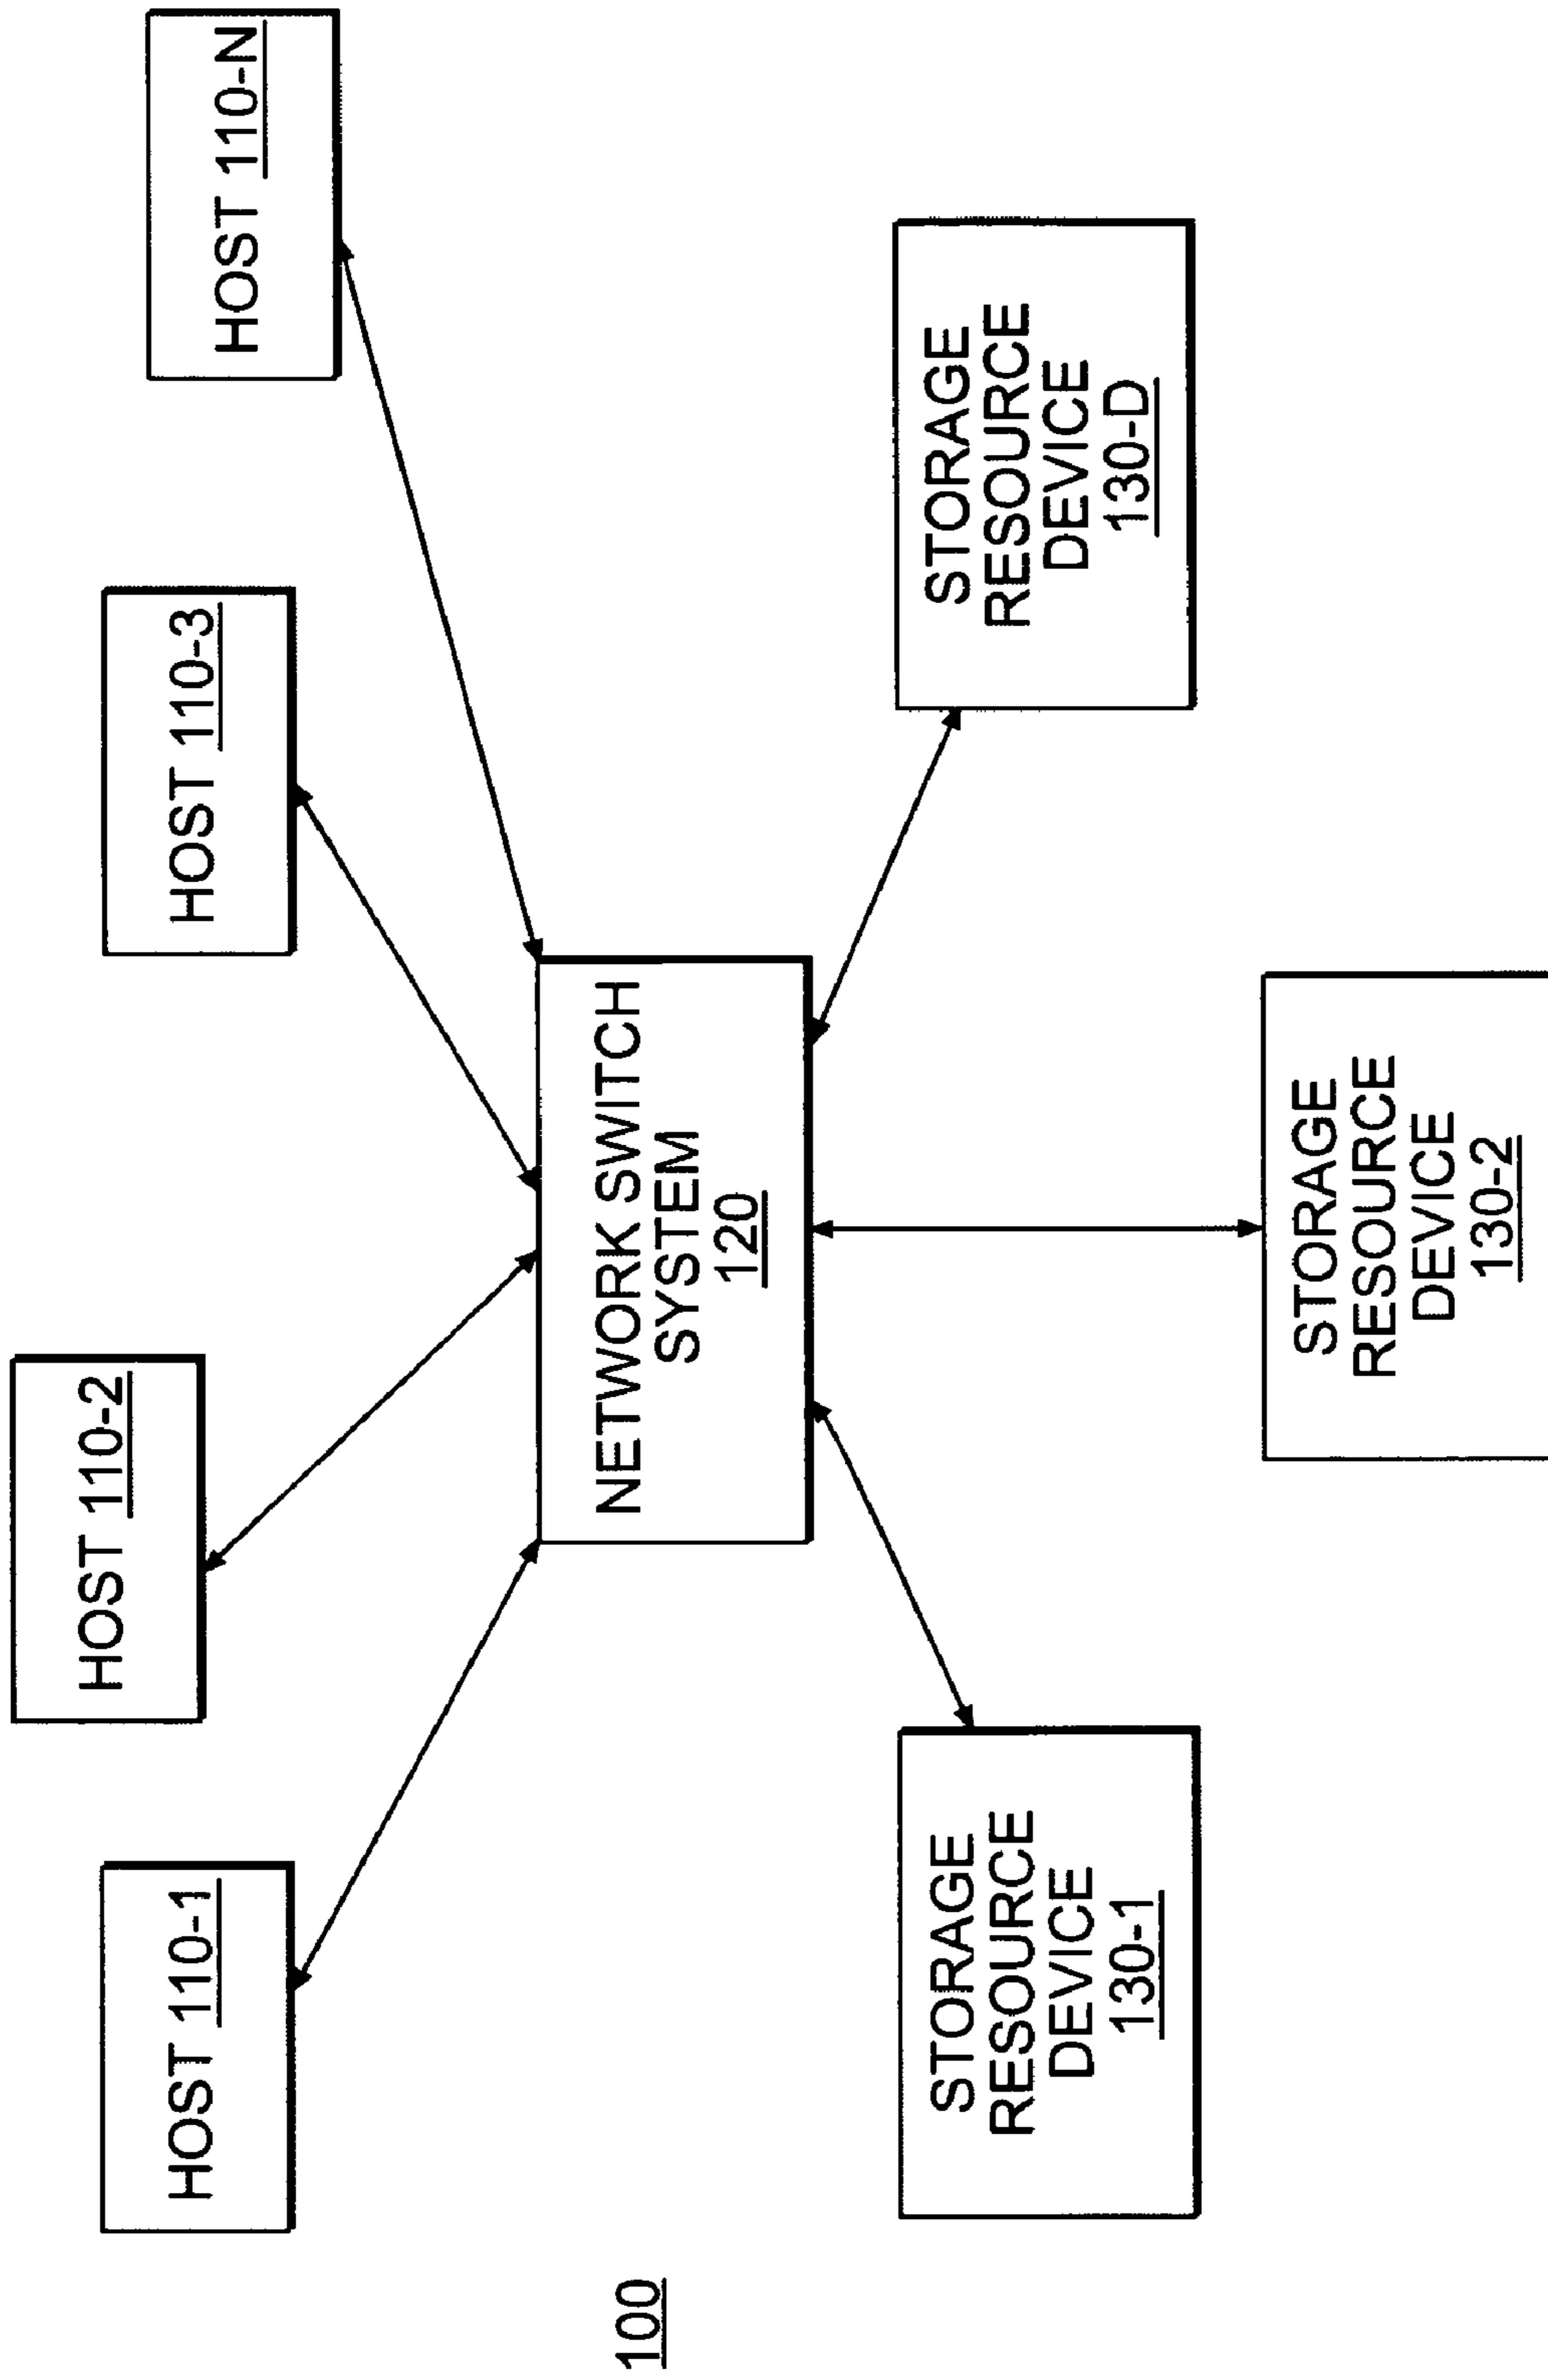 HOST 110-1
HOST 110-2
HOST 110-3
HOST 110-N
NETWORK SWITCH
SYSTEM
120
STORAGE
RESOURCE
DEVICE
130-1
STORAGE
RESOURCE
DEVICE
130-2
STORAGE
RESOURCE
DEVICE
130-D
100